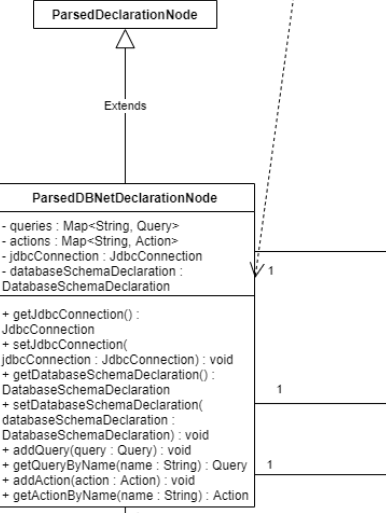 ParsedDeclarationNode
Extends
ParsedDBNetDeclarationNode
- queries : Map<String, Query>
- actions : Map<String, Action>
- jdbcConnection : JdbcConnection
- databaseSchemaDeclaration :
DatabaseSchemaDeclaration
1
+ getJdbcConnection() :
JdbcConnection
+ setJdbcConnection(
jdbcConnection : JdbcConnection) : void
+ getDatabaseSchemaDeclaration() :
DatabaseSchemaDeclaration
1
+ setDatabaseSchemaDeclaration(
databaseSchemaDeclaration :
DatabaseSchemaDeclaration) : void
+ addQuery(query : Query) : void
+ getQueryByName(name : String) : Query
1
+ addAction(action : Action) : void
+ getActionByName(name : String) : Action